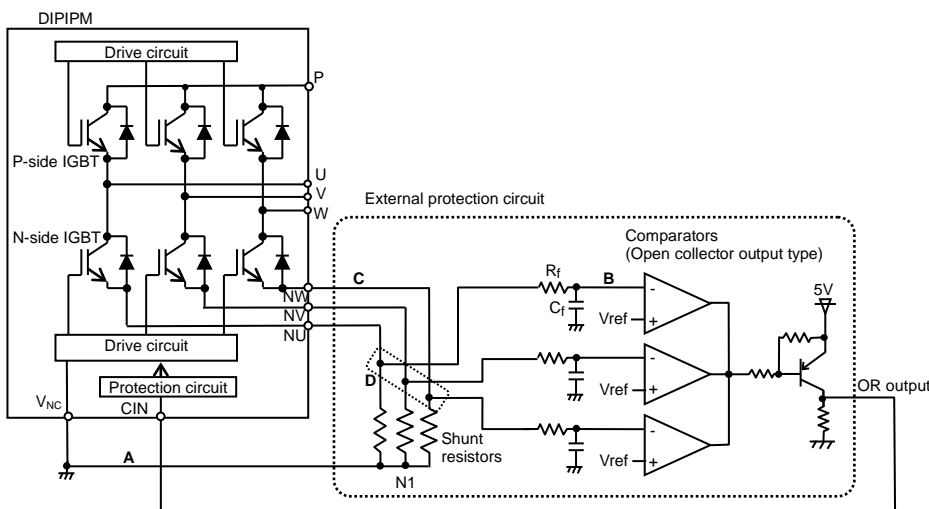 DIPIPM
Drive circuit
P
P-side IGBT
U
V
W
External protection circuit
N-side IGBT
Comparators
(Open collector output type)
C
Rf
B
-
5V
NW
Cf
Vref
+
NV
NU
Drive circuit
-
D
Vref
+
OR output
Protection circuit
VNC
CIN
-
Shunt
resistors
A
Vref
+
N1